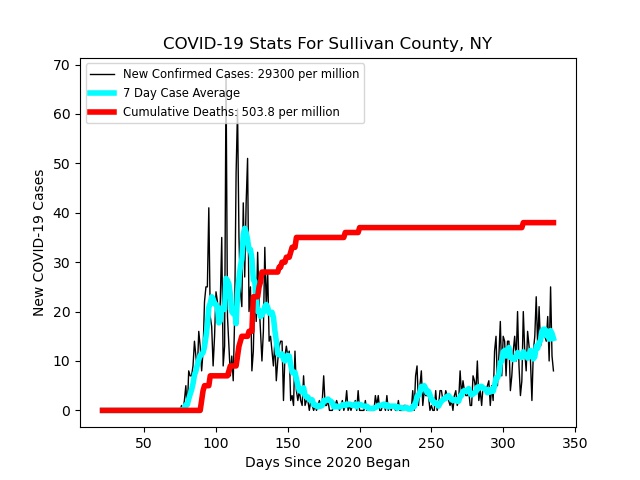 COVID-19 Stats For Sullivan County, NY
New Confirmed Cases: 29300 per million
7 Day Case Average
Cumulative Deaths: 503.8 per million
New COVID-19 Cases
70
60
50
40
30
20
10
0
50 100 150 200 250 300 350
Days Since 2020 Began